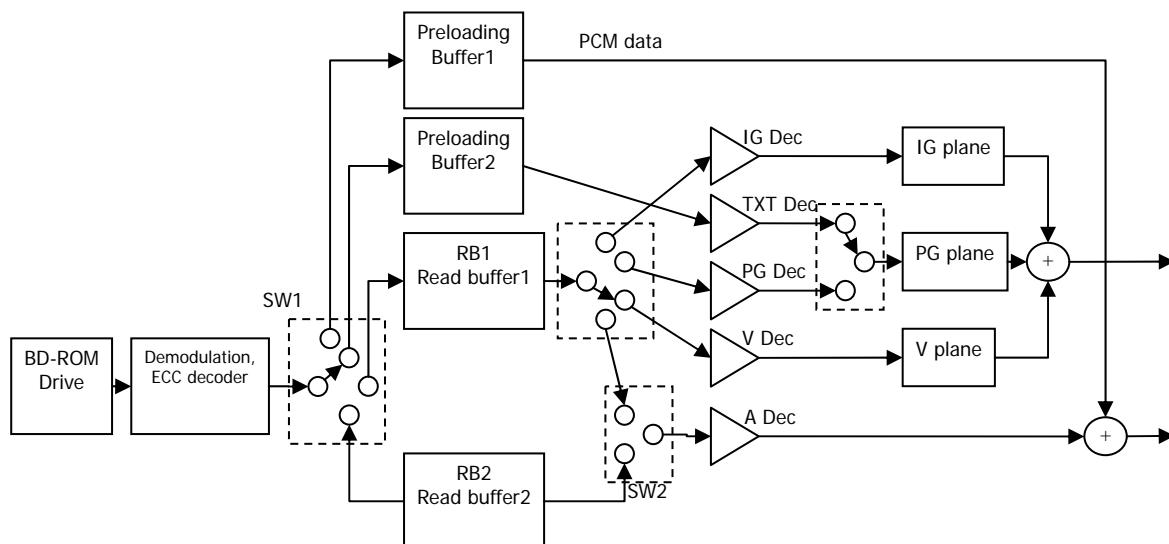 Preloading
Buffer1
PCM data
Preloading
Buffer2
IG Dec
IG plane
TXT Dec
RB1
Read buffer1
PG Dec
PG plane
SW1
BD-ROM
Drive
Demodulation,
ECC decoder
V Dec
V plane
+
A Dec
+
RB2
Read buffer2
SW2